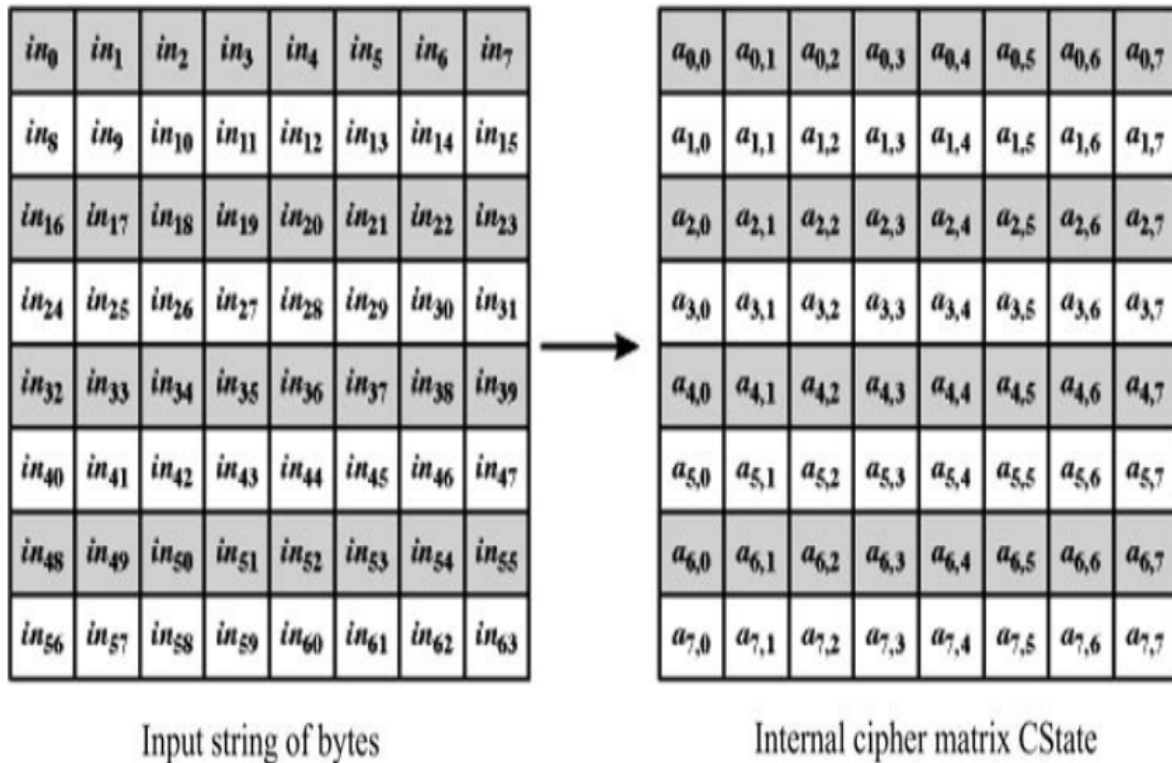 in0 in1 in2 in3 in4 in5 in6 in7 a0,0 a0,1 a0,2 a0,3 a0,4 a0,5 a0,6 a0,7
in8 in9 in10 in11 in12 in13 in14 in15 a1,0 a1,1 a1,2 a1,3 a1,4 a1,5 a1,6 a1,7
in16 in17 in18 in19 in20 in21 in22 in23 a2,0 a2,1 a2,2 a2,3 a2,4 a2,5 a2,6 a2,7
in24 in25 in26 in27 in28 in29 in30 in31 a3,0 a3,1 a3,2 a3,3 a3,4 a3,5 a3,6 a3,7
in32 in33 in34 in35 in36 in37 in38 in39 a4,0 a4,1 a4,2 a4,3 a4,4 a4,5 a4,6 a4,7
in40 in41 in42 in43 in44 in45 in46 in47 a5,0 a5,1 a5,2 a5,3 a5,4 a5,5 a5,6 a5,7
in48 in49 in50 in51 in52 in53 in54 in55 a6,0 a6,1 a6,2 a6,3 a6,4 a6,5 a6,6 a6,7
in56 in57 in58 in59 in60 in61 in62 in63 a7,0 a7,1 a7,2 a7,3 a7,4 a7,5 a7,6 a7,7
Input string of bytes Internal cipher matrix CState